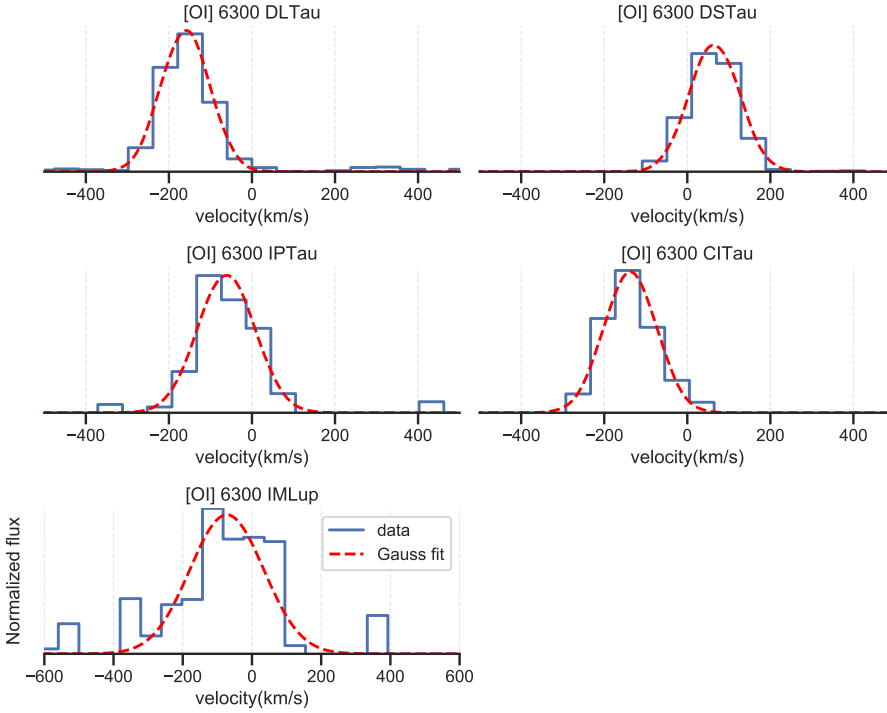 [OI] 6300 DLTau
−400 −200 0 200 400
velocity(km/s)
[OI] 6300 DSTau
−400 −200 0 200 400
velocity(km/s)
[OI] 6300 IPTau
−400 −200 0 200 400
velocity(km/s)
[OI] 6300 CITau
−400 −200 0 200 400
velocity(km/s)
[OI] 6300 IMLup
Normalized flux
data
Gauss fit
−600 −400 −200 0 200 400 600
velocity(km/s)